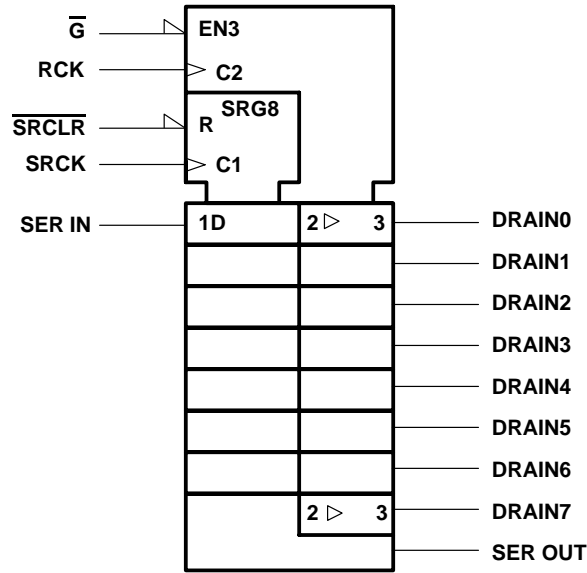 G̅ EN3
RCK C2
SRG8
S̅R̅C̅L̅R̅ R
SRCK C1
SER IN 1D 2 3 DRAIN0
DRAIN1
DRAIN2
DRAIN3
DRAIN4
DRAIN5
DRAIN6
2 3 DRAIN7
SER OUT